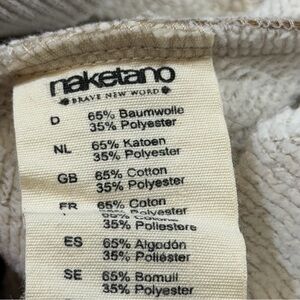 naketano
BRAVE NEW WORD
D 65% Baumwolle
35% Polyester
NL 65% Katoen
35% Polyester
GB 65% Cotton
35% Polyester
FR 65% Coton
35% Polyester
35% Poliestere
ES 65% Algodón
35% Poliéster
SE 65% Bomull